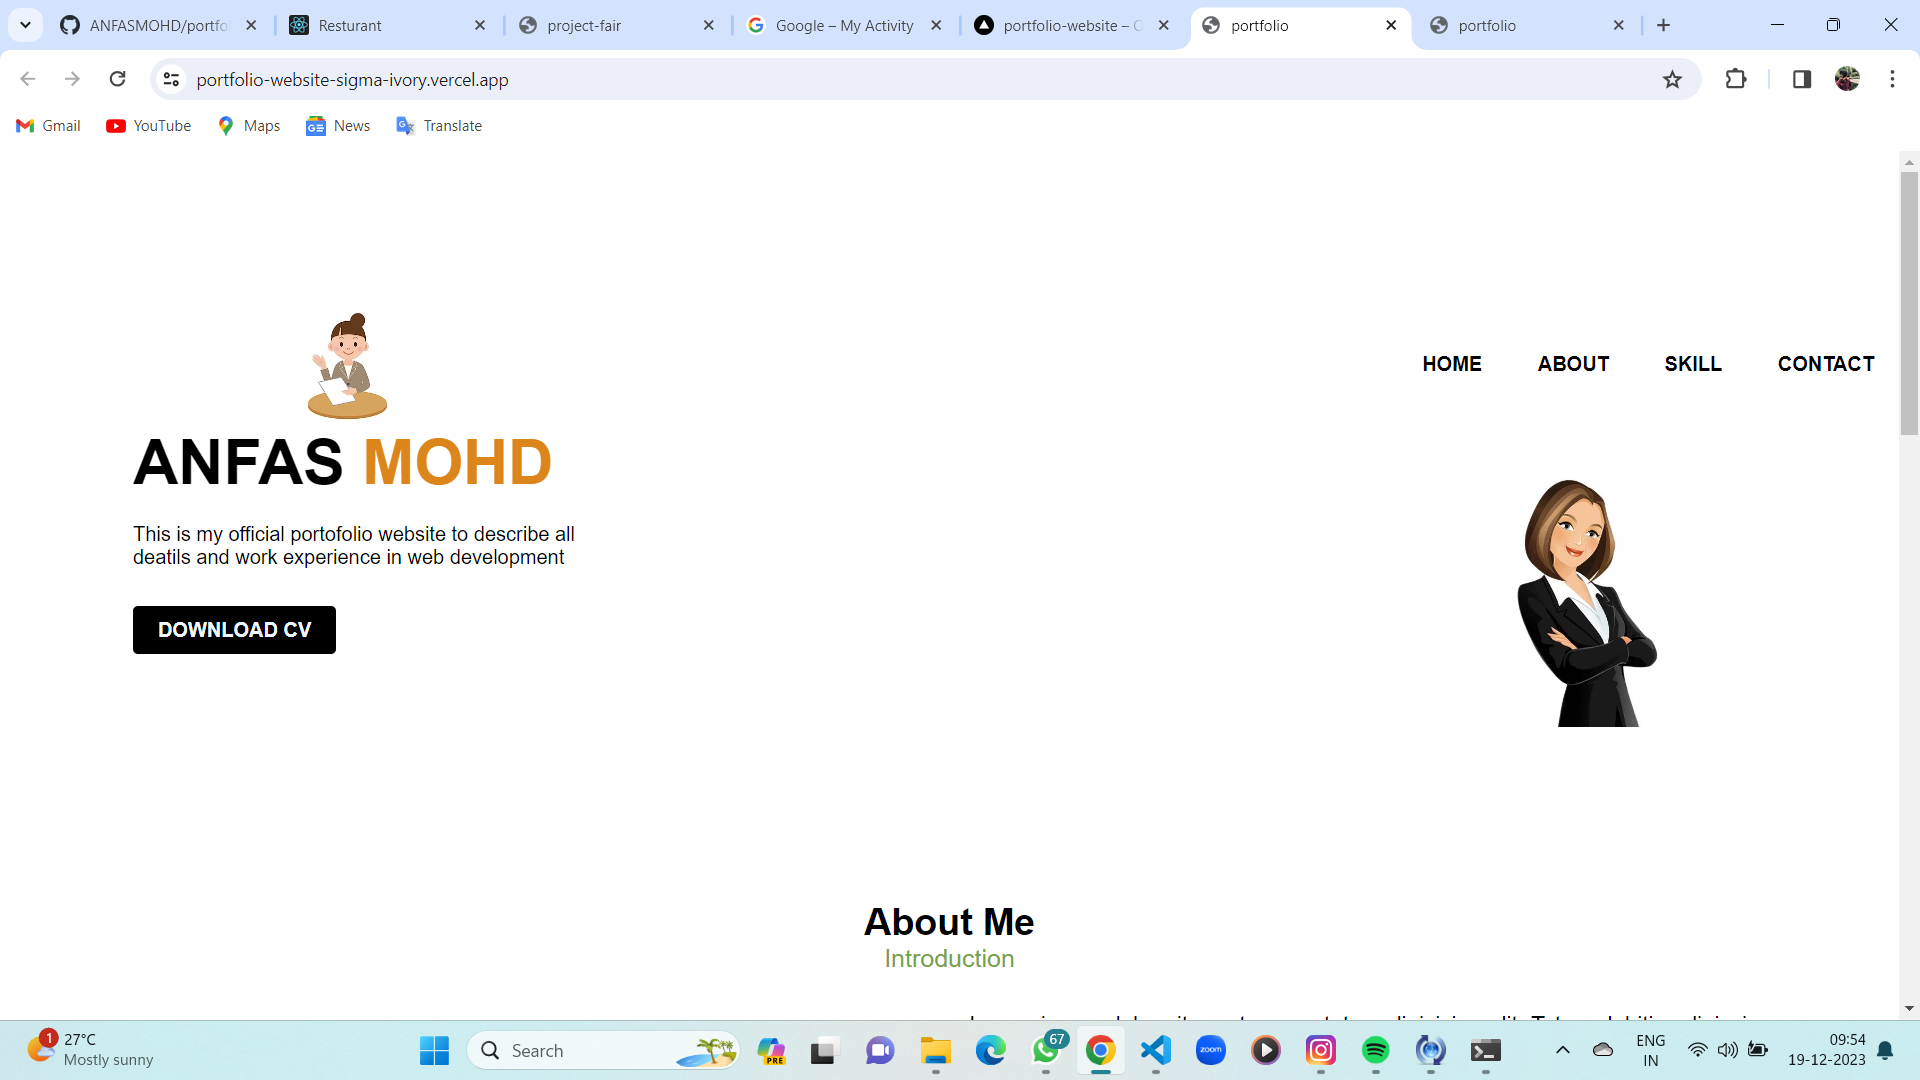 ANFASMOHD/portfo
Resturant
project-fair
Google – My Activity
portfolio-website –
portfolio
portfolio
portfolio-website-sigma-ivory.vercel.app
Gmail
YouTube
Maps
News
Translate
HOME
ABOUT
SKILL
CONTACT
ANFAS MOHD
This is my official portofolio website to describe all
deatils and work experience in web development
DOWNLOAD CV
About Me
Introduction
1
27°C
Mostly sunny
Search
PRE
67
zoom
ENG
IN
09:54
19-12-2023